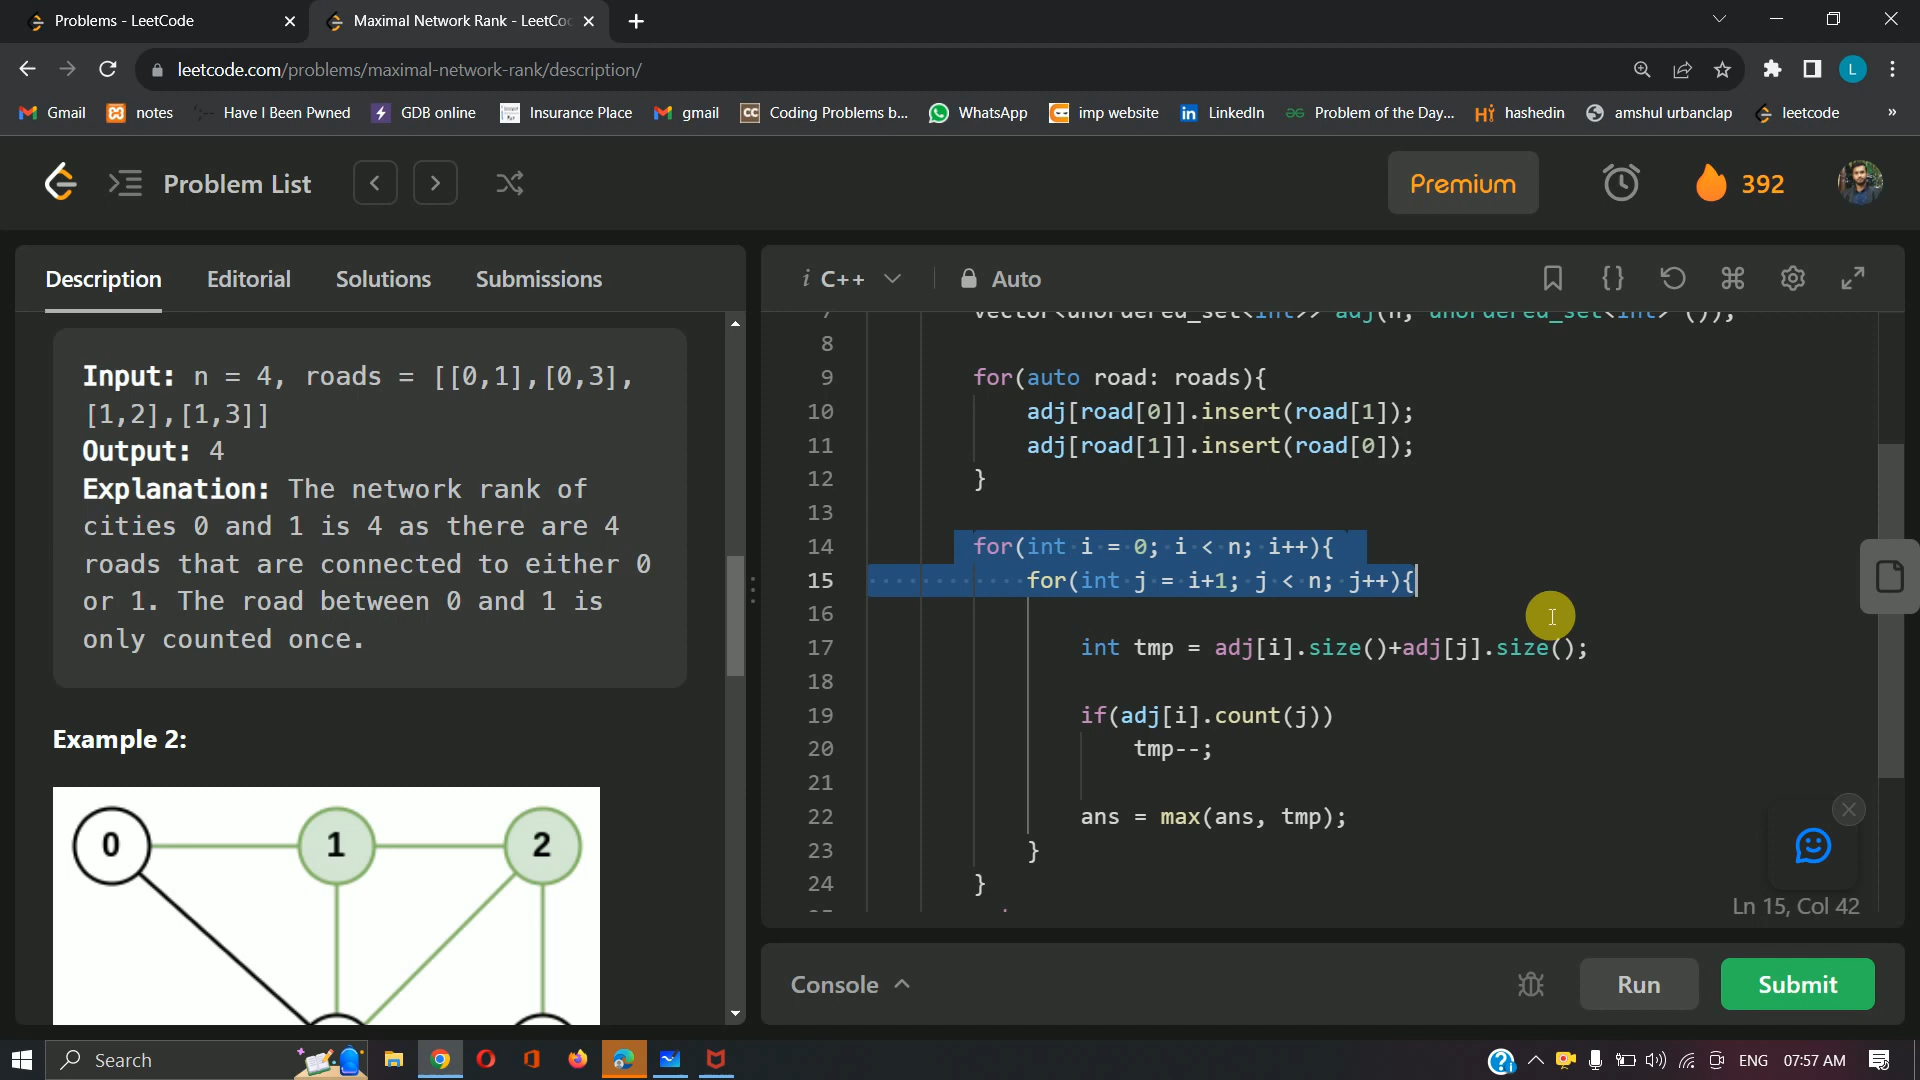 Problems - LeetCode
Maximal Network Rank - LeetCo
leetcode.com/problems/maximal-network-rank/description/
L
Gmail
notes
Have I Been Pwned
GDB online
Insurance Place
gmail
Coding Problems b...
WhatsApp
imp website
LinkedIn
Problem of the Day...
hashedin
amshul urbanclap
leetcode
»
Problem List
Premium
392
Description
Editorial
Solutions
Submissions
Input: n = 4, roads = [[0,1],[0,3],
[1,2],[1,3]]
Output: 4
Explanation: The network rank of
cities 0 and 1 is 4 as there are 4
roads that are connected to either 0
or 1. The road between 0 and 1 is
only counted once.
Example 2:
0
1
2
i C++
Auto
7 vector<unordered_set<int>> adj(n, unordered_set<int> ());
8
9 for(auto road: roads){
10 adj[road[0]].insert(road[1]);
11 adj[road[1]].insert(road[0]);
12 }
13
14 for(int i = 0; i < n; i++){
15 for(int j = i+1; j < n; j++){
16
17 int tmp = adj[i].size()+adj[j].size();
18
19 if(adj[i].count(j))
20 tmp--;
21
22 ans = max(ans, tmp);
23 }
24 }
Ln 15, Col 42
Console
Run
Submit
Search
ENG
07:57 AM